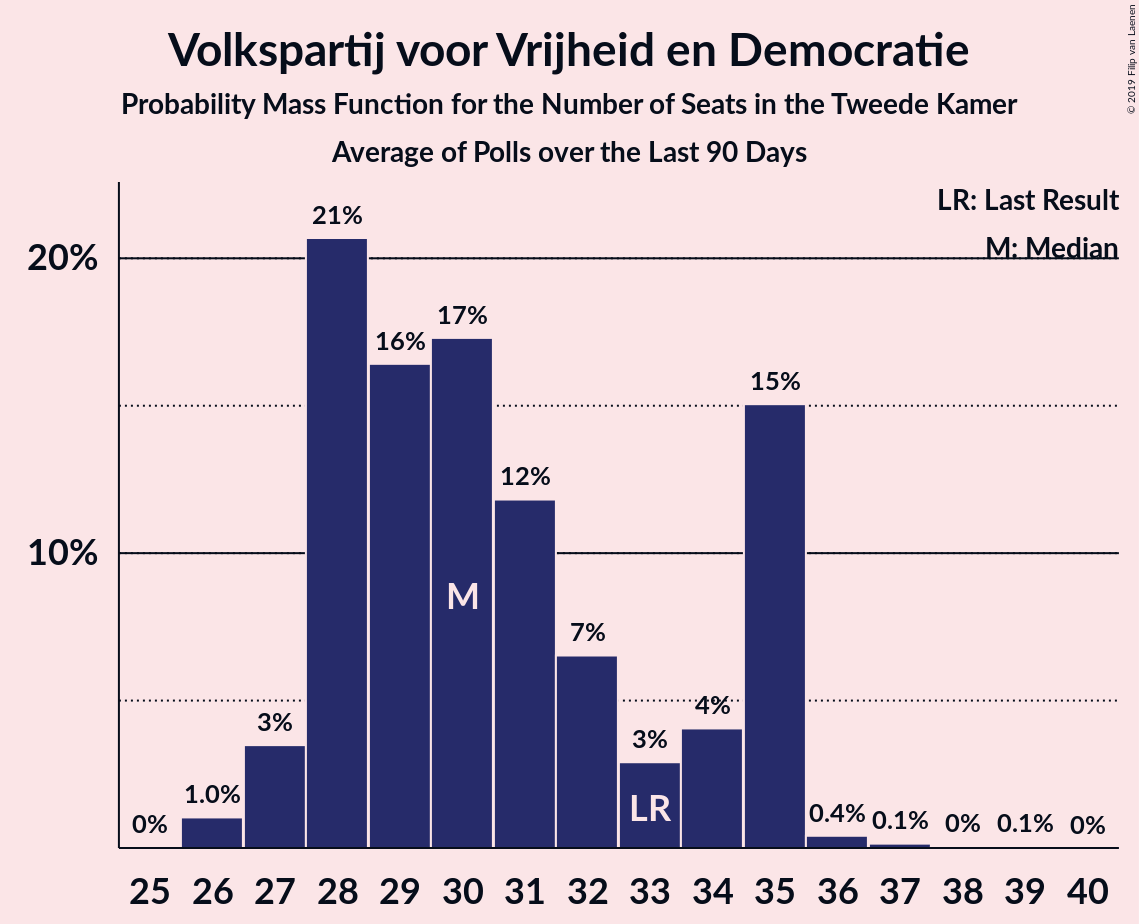 Volkspartij voor Vrijheid en Democratie
Probability Mass Function for the Number of Seats in the Tweede Kamer
Average of Polls over the Last 90 Days
© 2019 Filip van Laenen
LR: Last Result
M: Median
20%
10%
0%
1.0%
3%
21%
16%
17%
12%
7%
3%
4%
15%
0.4%
0.1%
0%
0.1%
0%
M
LR
25 26 27 28 29 30 31 32 33 34 35 36 37 38 39 40